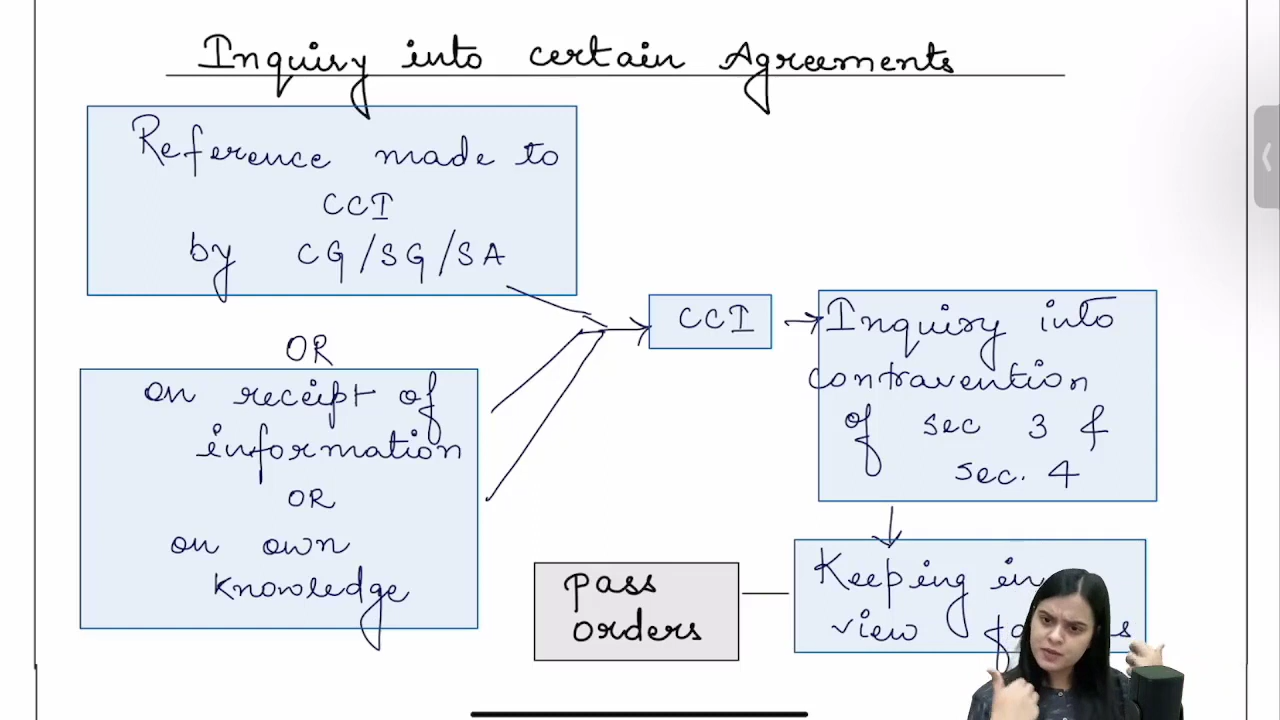 Inquiry into certain Agreements
Reference made to
CCI
by CG/SG/SA
OR
on receipt of
information
OR
on own
knowledge
CCI
Inquiry into
contravention
of sec 3 &
sec. 4
Keeping in
view
Pass
orders